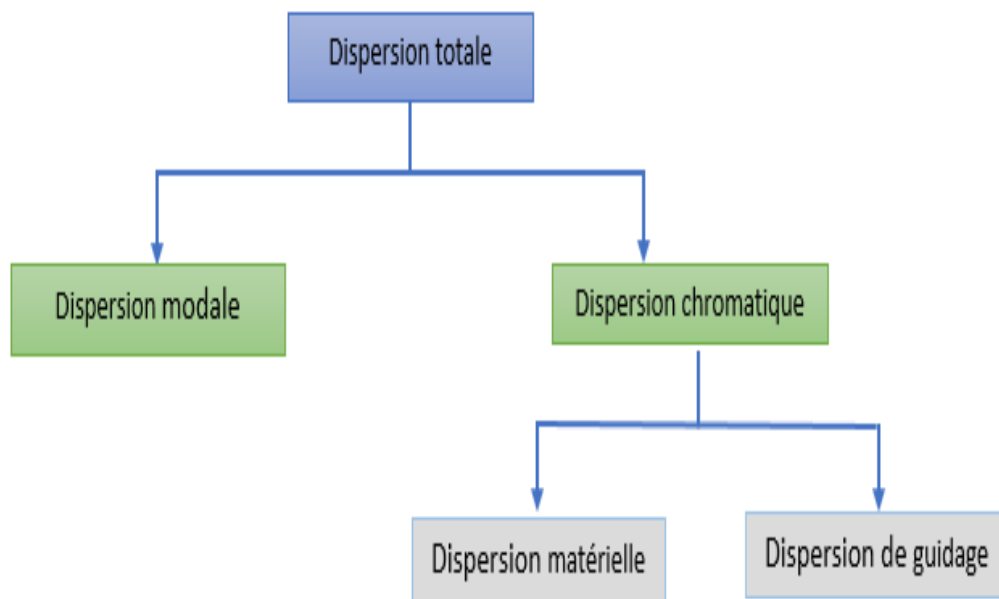 Dispersion totale
Dispersion modale
Dispersion chromatique
Dispersion matérielle
Dispersion de guidage